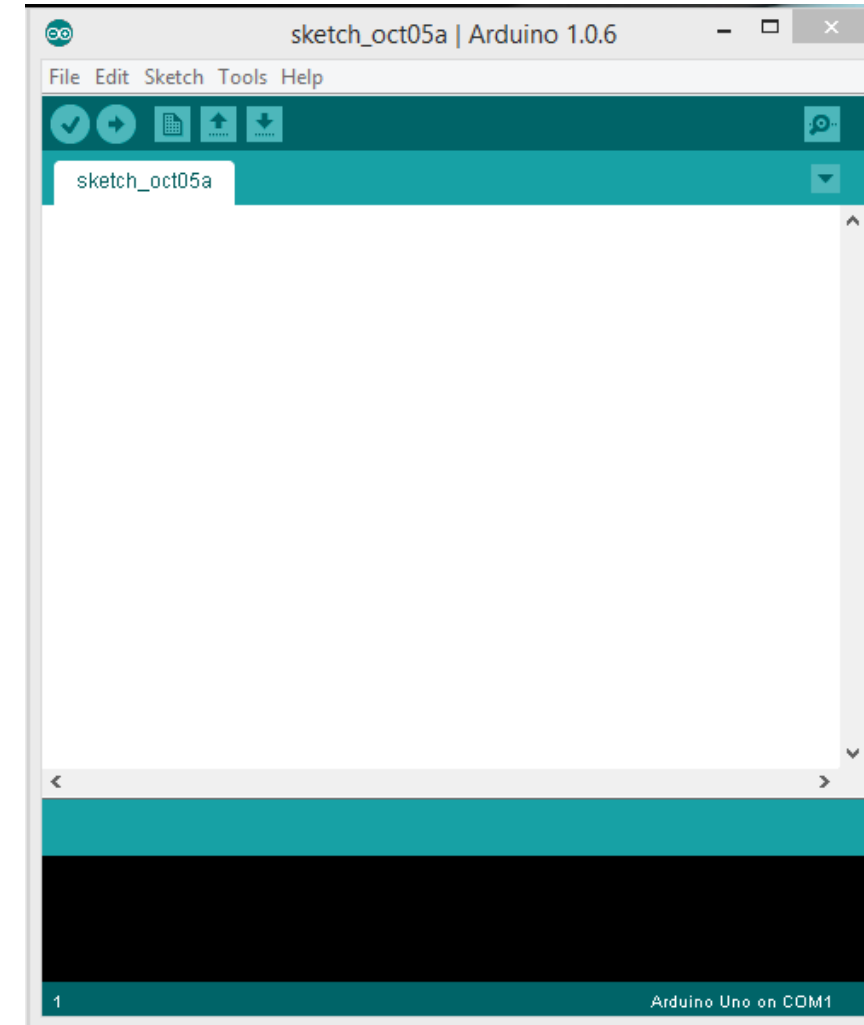 sketch_oct05a | Arduino 1.0.6
File Edit Sketch Tools Help
sketch_oct05a
1 Arduino Uno on COM1